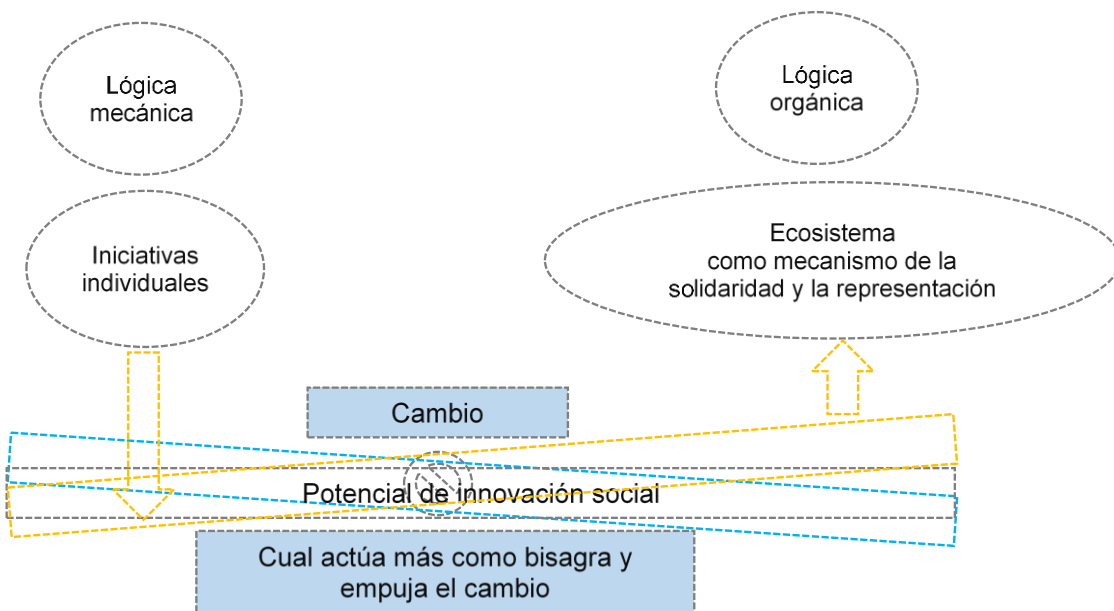 Lógica
mecánica
Lógica
orgánica
Iniciativas
individuales
Ecosistema
como mecanismo de la
solidaridad y la representación
Cambio
Potencial de innovación social
Cual actúa más como bisagra y
empuja el cambio